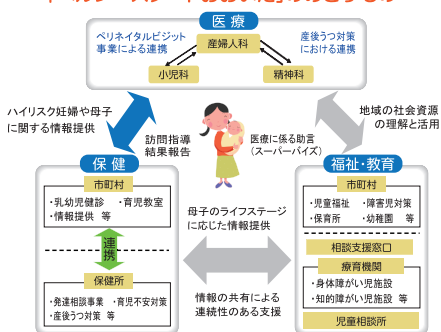 医療
ペリネイタルビジット
事業による連携
産婦人科
産後うつ対策
における連携
小児科
精神科
ハイリスク妊婦や母子
に関する情報提供
訪問指導
結果報告
医療に係る助言
(スーパーバイズ)
地域の社会資源
の理解と活用
保健
市町村
・乳幼児健診 ・育児教室
・情報提供 等
連携
保健所
・発達相談事業 ・育児不安対策
・産後うつ対策 等
母子のライフステージ
に応じた情報提供
情報の共有による
連続性のある支援
福祉・教育
市町村
・児童福祉 ・障害児対策
・保育所 ・幼稚園 等
相談支援窓口
療育機関
・身体障がい児施設
・知的障がい児施設 等
児童相談所